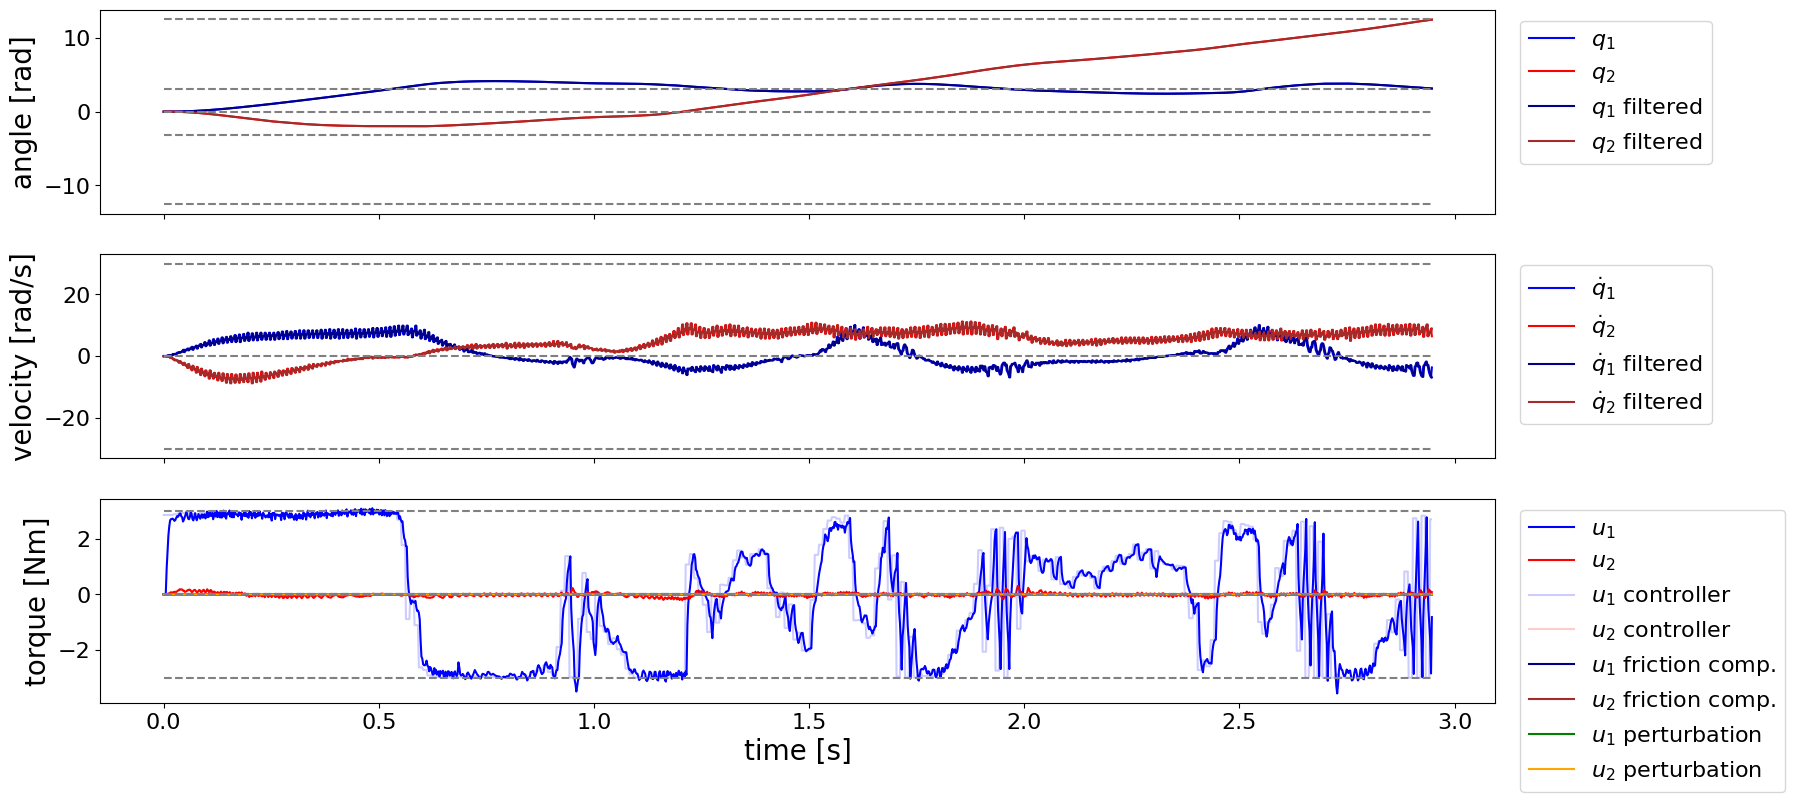 angle [rad]
10
0
−10
q1
q2
q1 filtered
q2 filtered
velocity [rad/s]
20
0
−20
q̇1
q̇2
q̇1 filtered
q̇2 filtered
torque [Nm]
2
0
−2
0.0 0.5 1.0 1.5 2.0 2.5 3.0
time [s]
u1
u2
u1 controller
u2 controller
u1 friction comp.
u2 friction comp.
u1 perturbation
u2 perturbation